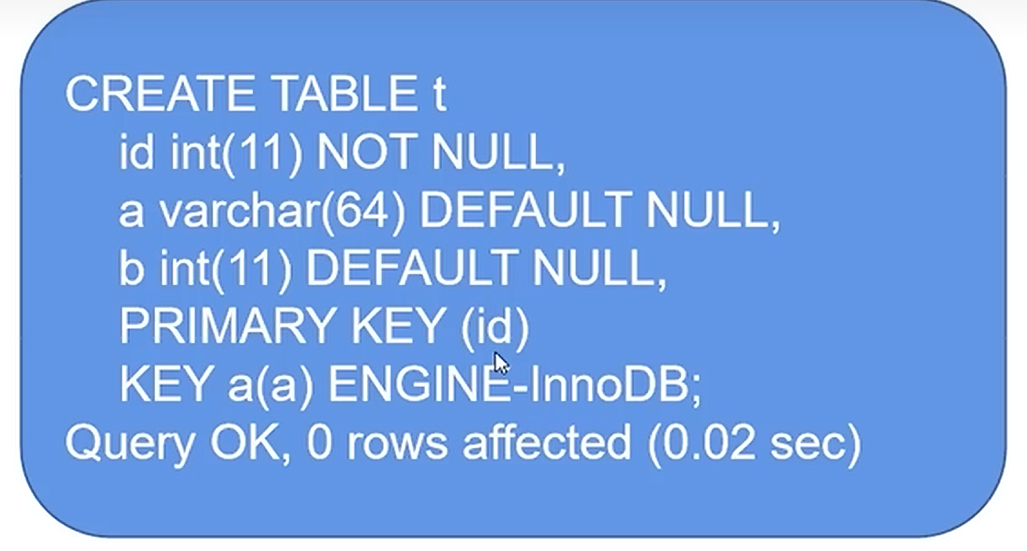 CREATE TABLE t
id int(11) NOT NULL,
a varchar(64) DEFAULT NULL,
b int(11) DEFAULT NULL,
PRIMARY KEY (id)
KEY a(a) ENGINE-InnoDB;
Query OK, 0 rows affected (0.02 sec)